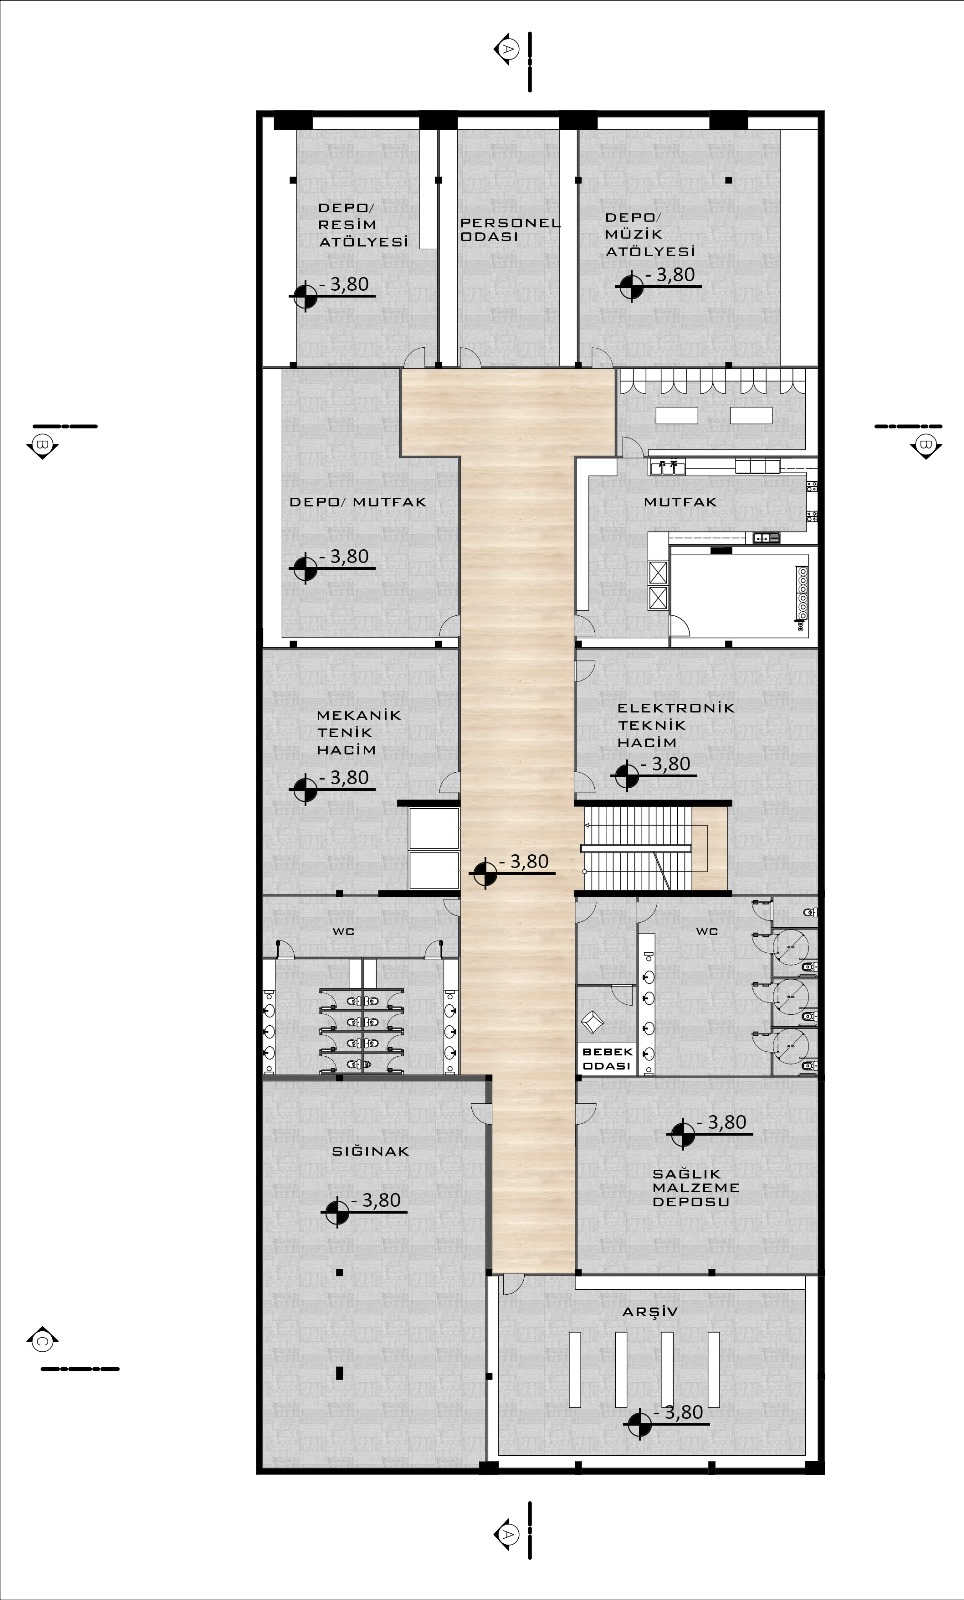 A
DEPO/
RESİM
ATÖLYESİ
- 3,80
PERSONEL
ODASI
DEPO/
MÜZİK
ATÖLYESİ
- 3,80
B
B
DEPO/ MUTFAK
- 3,80
MUTFAK
MEKANİK
TENİK
HACİM
- 3,80
ELEKTRONİK
TEKNİK
HACİM
- 3,80
- 3,80
WC
WC
BEBEK
ODASI
SIĞINAK
- 3,80
- 3,80
SAĞLIK
MALZEME
DEPOSU
ARŞİV
- 3,80
C
A